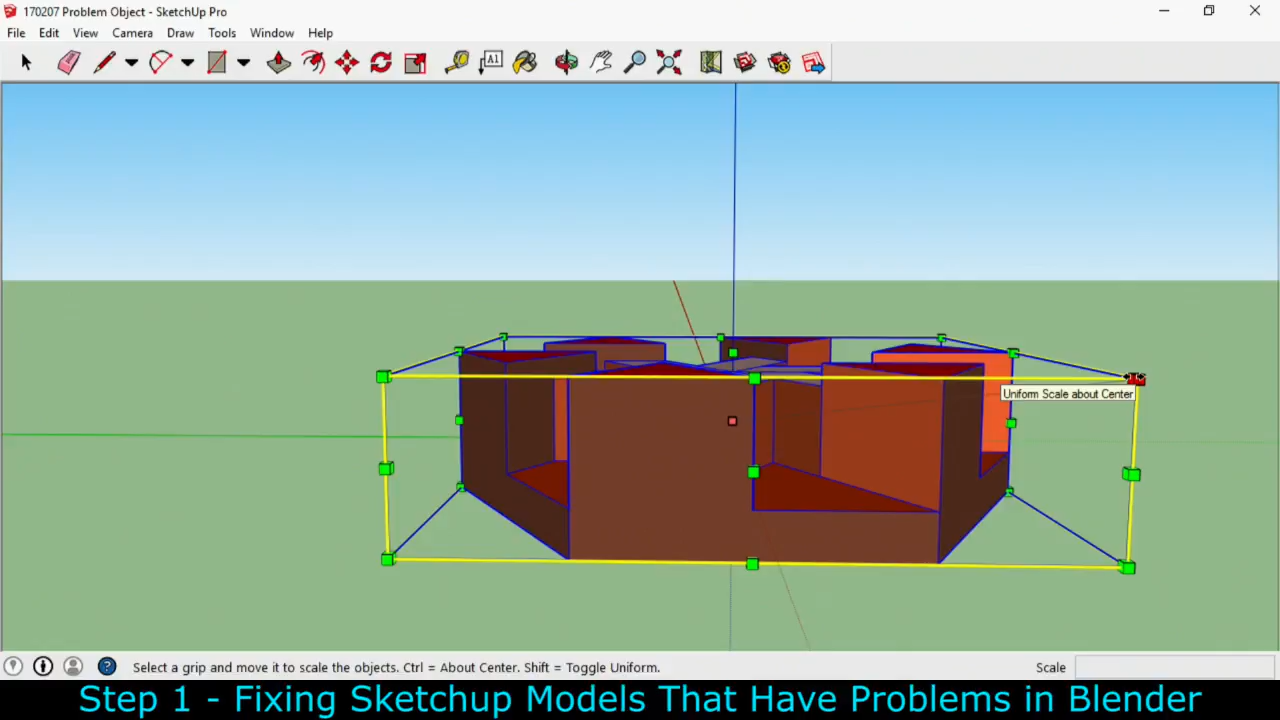 170207 Problem Object - SketchUp Pro
File Edit View Camera Draw Tools Window Help
A1
Uniform Scale about Center
Select a grip and move it to scale the objects. Ctrl = About Center. Shift = Toggle Uniform.
Scale
Step 1 - Fixing Sketchup Models That Have Problems in Blender